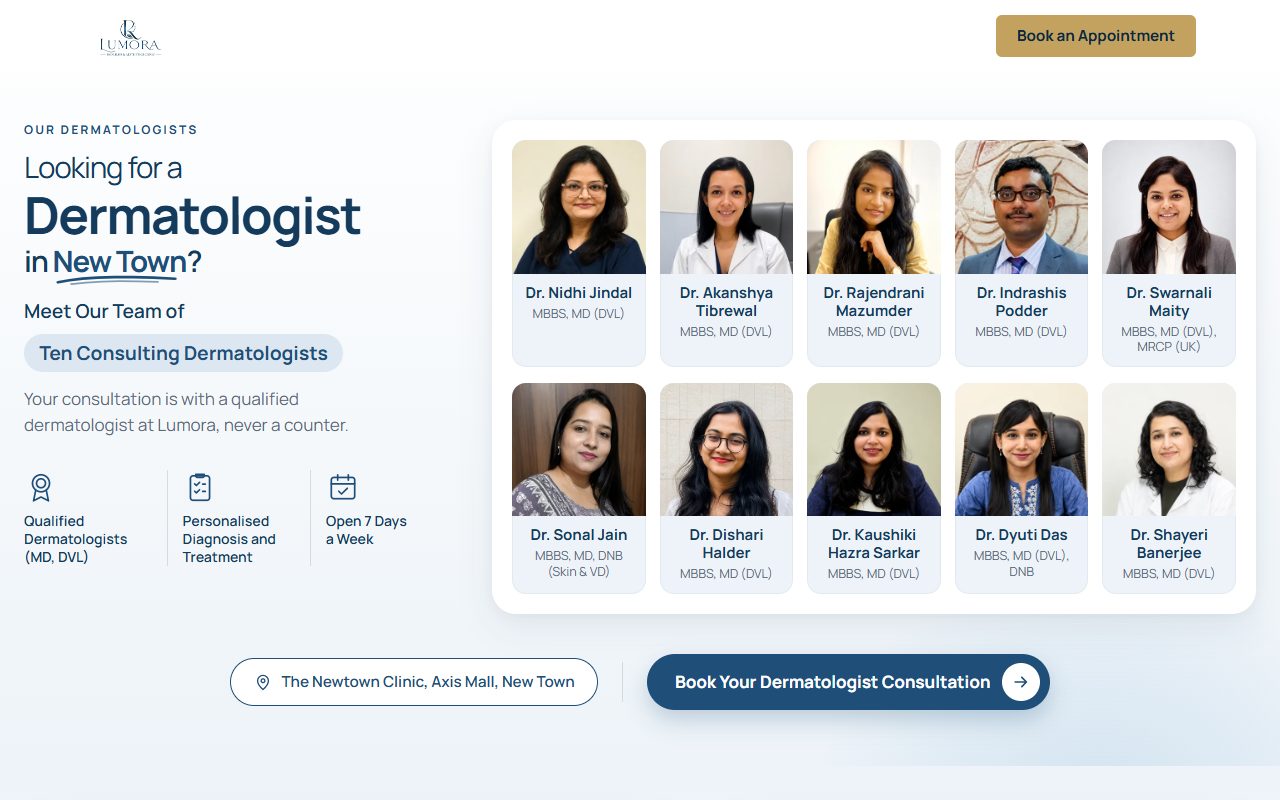 LUMORA
Book an Appointment
OUR DERMATOLOGISTS
Looking for a
Dermatologist
in New Town?
Meet Our Team of
Ten Consulting Dermatologists
Your consultation is with a qualified
dermatologist at Lumora, never a counter.
Qualified
Dermatologists
(MD, DVL)
Personalised
Diagnosis and
Treatment
Open 7 Days
a Week
Dr. Nidhi Jindal
MBBS, MD (DVL)
Dr. Akanshya
Tibrewal
MBBS, MD (DVL)
Dr. Rajendrani
Mazumder
MBBS, MD (DVL)
Dr. Indrashis
Podder
MBBS, MD (DVL)
Dr. Swarnali
Maity
MBBS, MD (DVL),
MRCP (UK)
Dr. Sonal Jain
MBBS, MD, DNB
(Skin & VD)
Dr. Dishari
Halder
MBBS, MD (DVL)
Dr. Kaushiki
Hazra Sarkar
MBBS, MD (DVL)
Dr. Dyuti Das
MBBS, MD (DVL),
DNB
Dr. Shayeri
Banerjee
MBBS, MD (DVL)
The Newtown Clinic, Axis Mall, New Town
Book Your Dermatologist Consultation